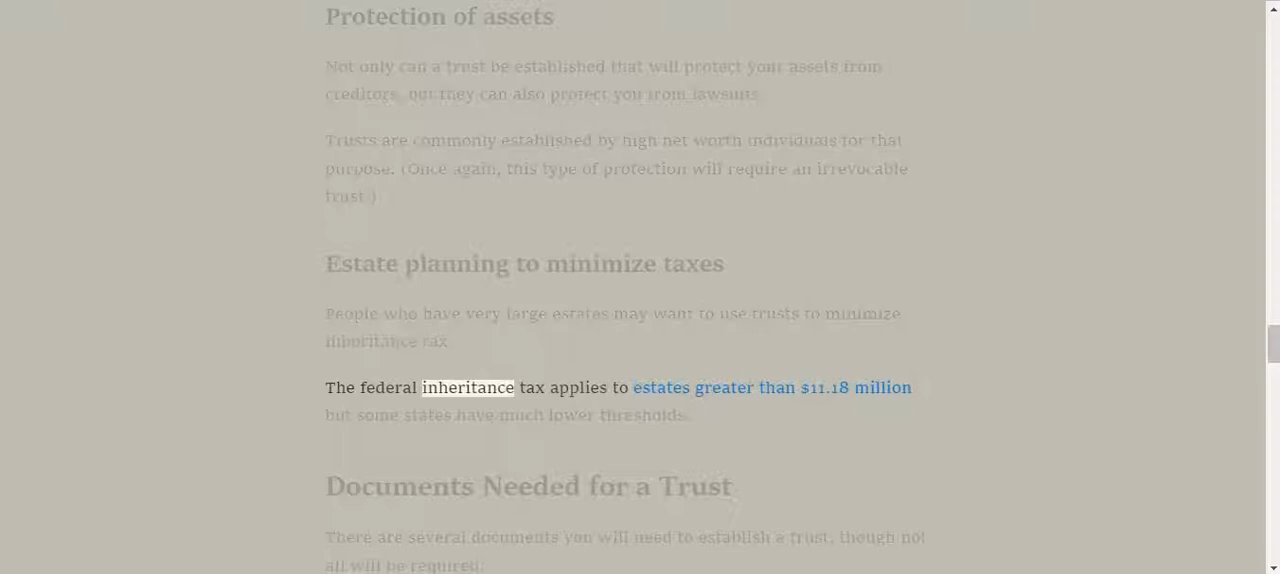 Protection of assets
Not only can a trust be established that will protect your assets from
creditors, but they can also protect you from lawsuits.
Trusts are commonly established by high net worth individuals for that
purpose. (Once again, this type of protection will require an irrevocable
trust.)
Estate planning to minimize taxes
People who have very large estates may want to use trusts to minimize
inheritance tax.
The federal inheritance tax applies to estates greater than $11.18 million
but some states have much lower thresholds.
Documents Needed for a Trust
There are several documents you will need to establish a trust, though not
all will be required: